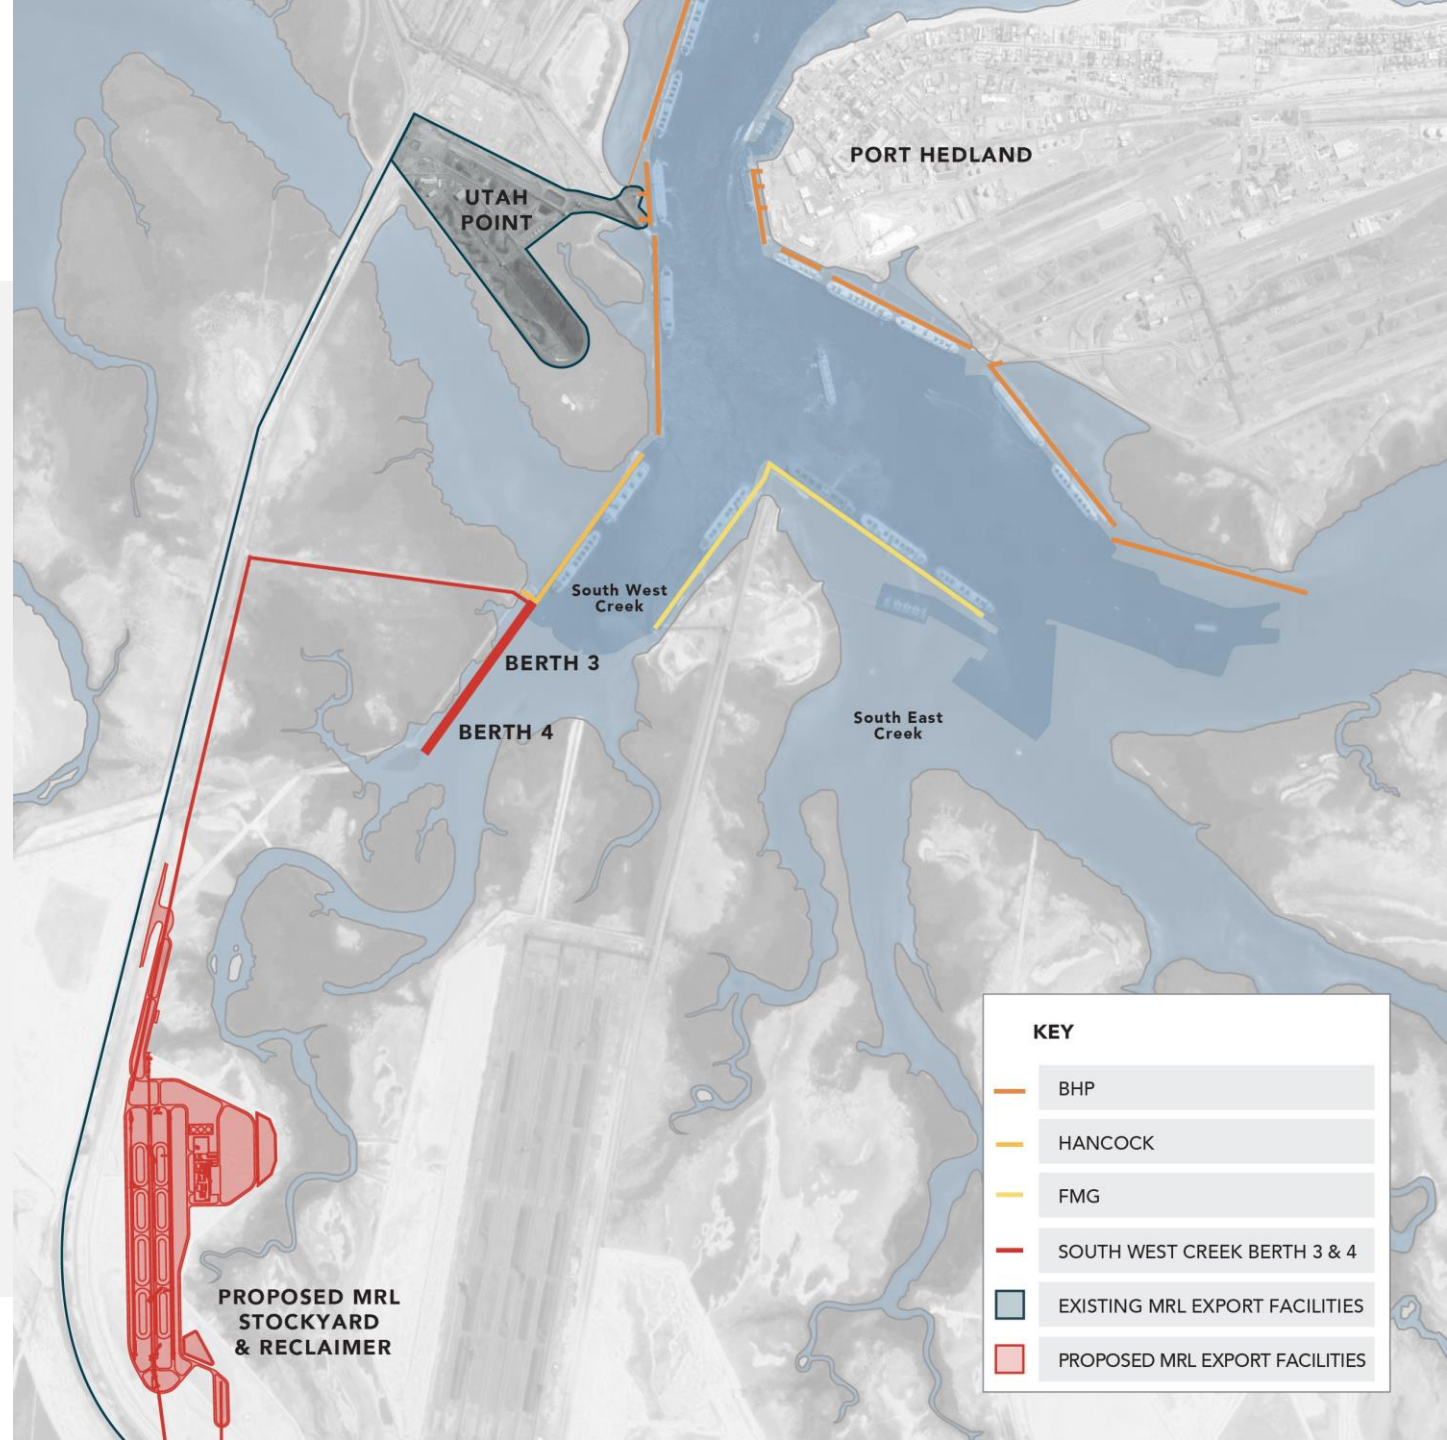 PORT HEDLAND
UTAH
POINT
South West
Creek
BERTH 3
BERTH 4
South East
Creek
PROPOSED MRL
STOCKYARD
& RECLAIMER
KEY
BHP
HANCOCK
FMG
SOUTH WEST CREEK BERTH 3 & 4
EXISTING MRL EXPORT FACILITIES
PROPOSED MRL EXPORT FACILITIES